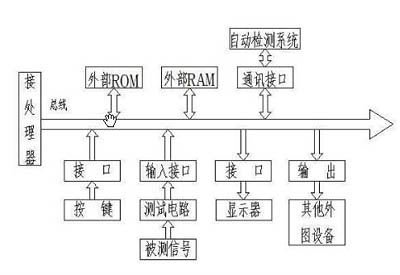 自动检测系统
外部ROM
外部RAM
通讯接口
接处理器
总线
接 口
输入接口
接 口
输 出
按 键
测试电路
显示器
其他外
图设备
被测信号